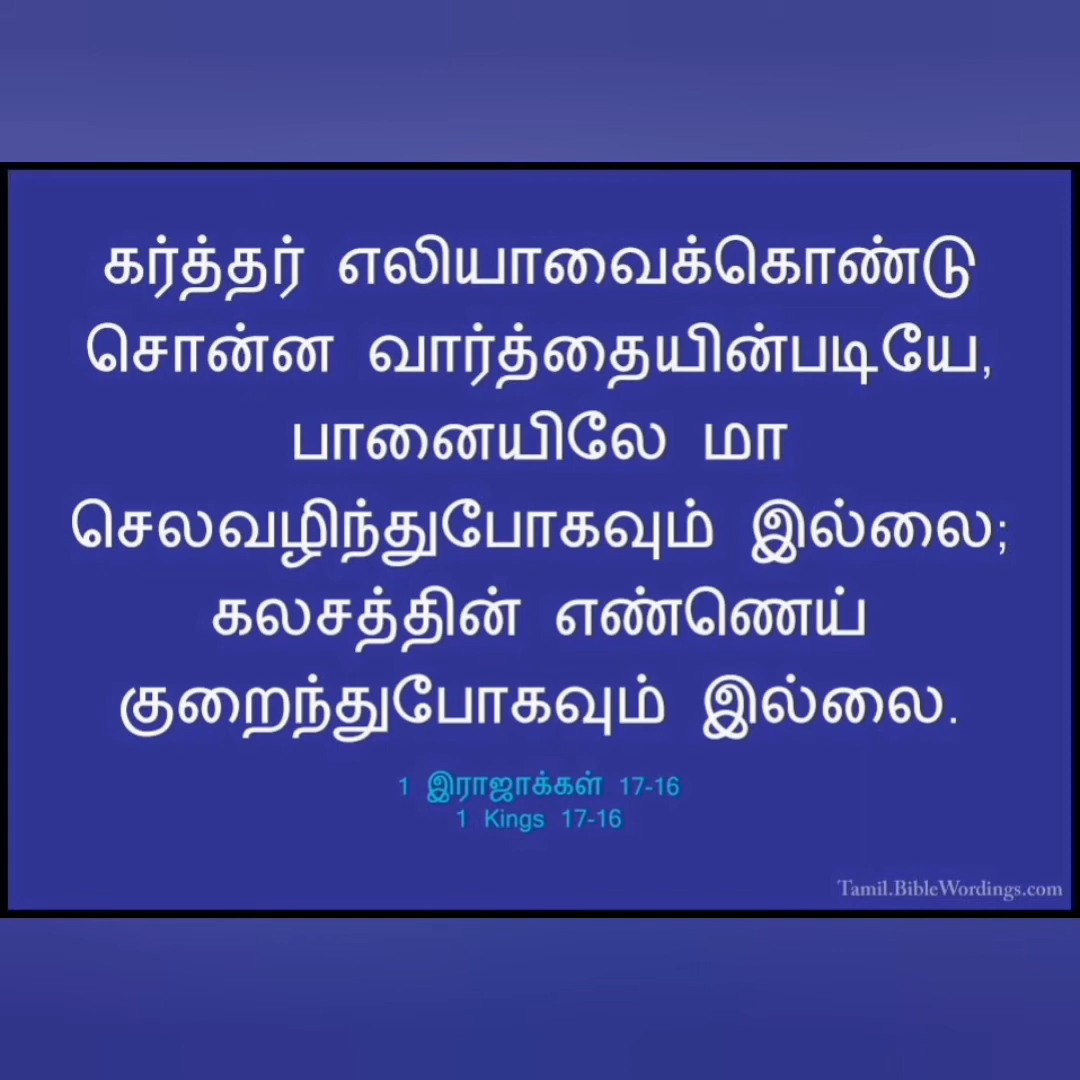 கர்த்தர் எலியாவைக்கொண்டு
சொன்ன வார்த்தையின்படியே,
பானையிலே மா
செலவழிந்துபோகவும் இல்லை;
கலசத்தின் எண்ணெய்
குறைந்துபோகவும் இல்லை.
1 இராஜாக்கள் 17-16
1 Kings 17-16
Tamil.BibleWordings.com